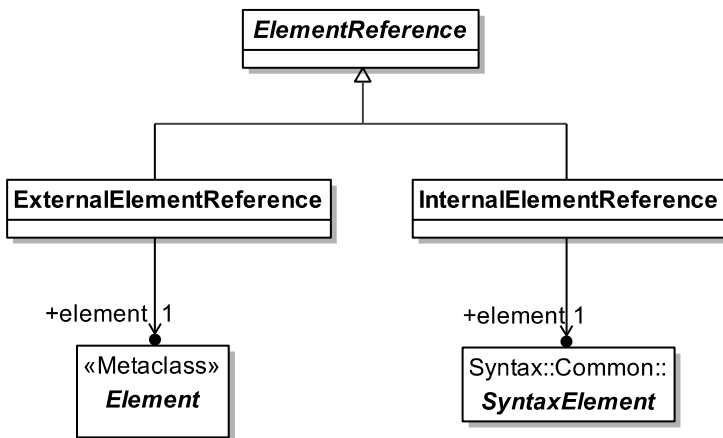 ElementReference
ExternalElementReference
InternalElementReference
+element 1
+element 1
«Metaclass»
Element
Syntax::Common::
SyntaxElement